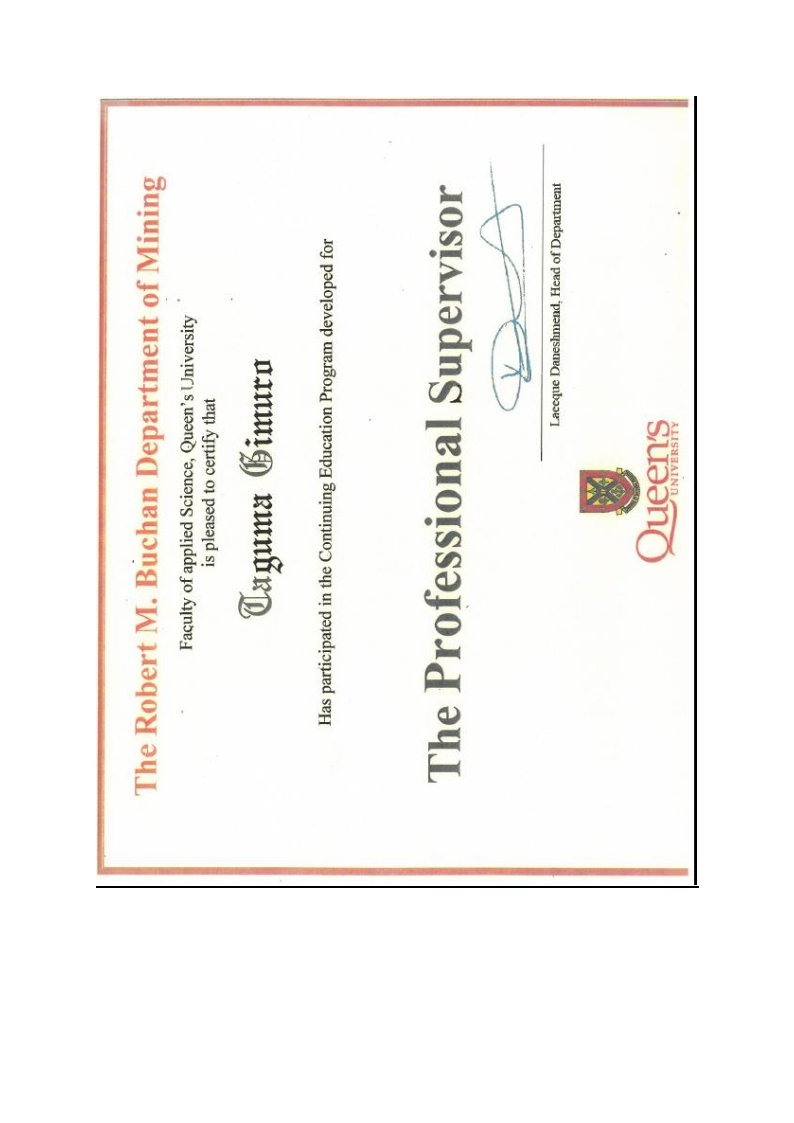 The Robert M. Buchan Department of Mining
Faculty of applied Science, Queen's University
is pleased to certify that
Taguma Gimuro
Has participated in the Continuing Education Program developed for
The Professional Supervisor
Laeeque Daneshmend, Head of Department
Queen's
UNIVERSITY